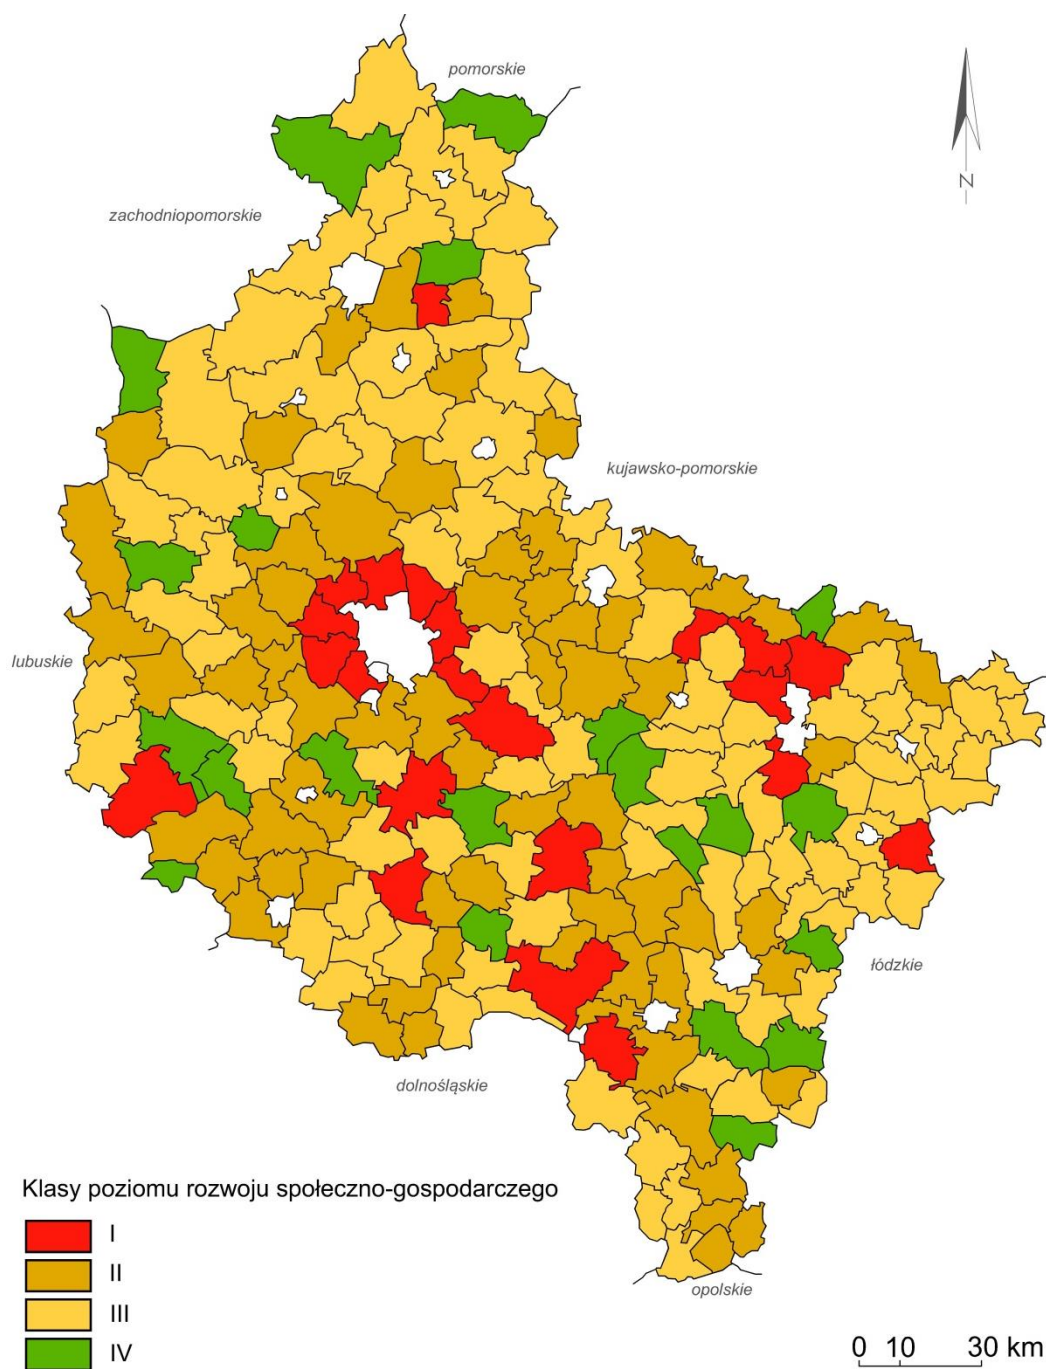 pomorskie
N
zachodniopomorskie
kujawsko-pomorskie
lubuskie
łódzkie
dolnośląskie
Klasy poziomu rozwoju społeczno-gospodarczego
I
II
III
IV
opolskie
0 10 30 km